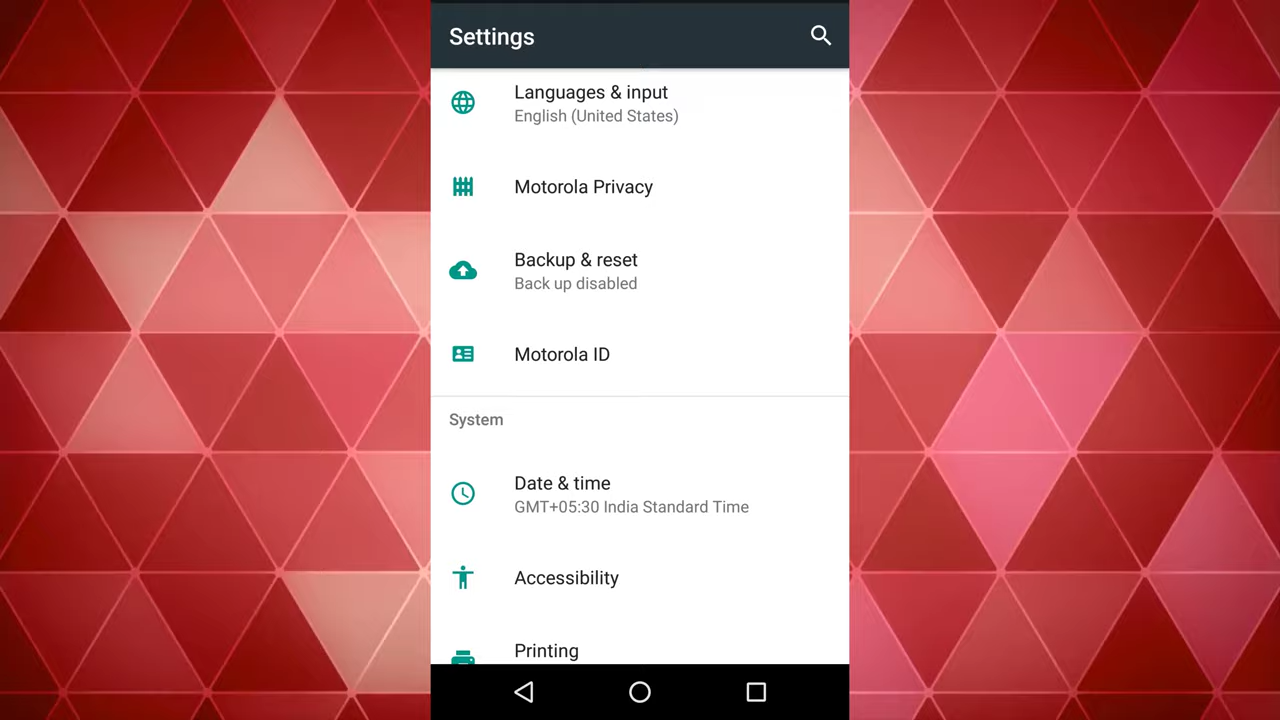 Settings
Languages & input
English (United States)
Motorola Privacy
Backup & reset
Back up disabled
Motorola ID
System
Date & time
GMT+05:30 India Standard Time
Accessibility
Printing